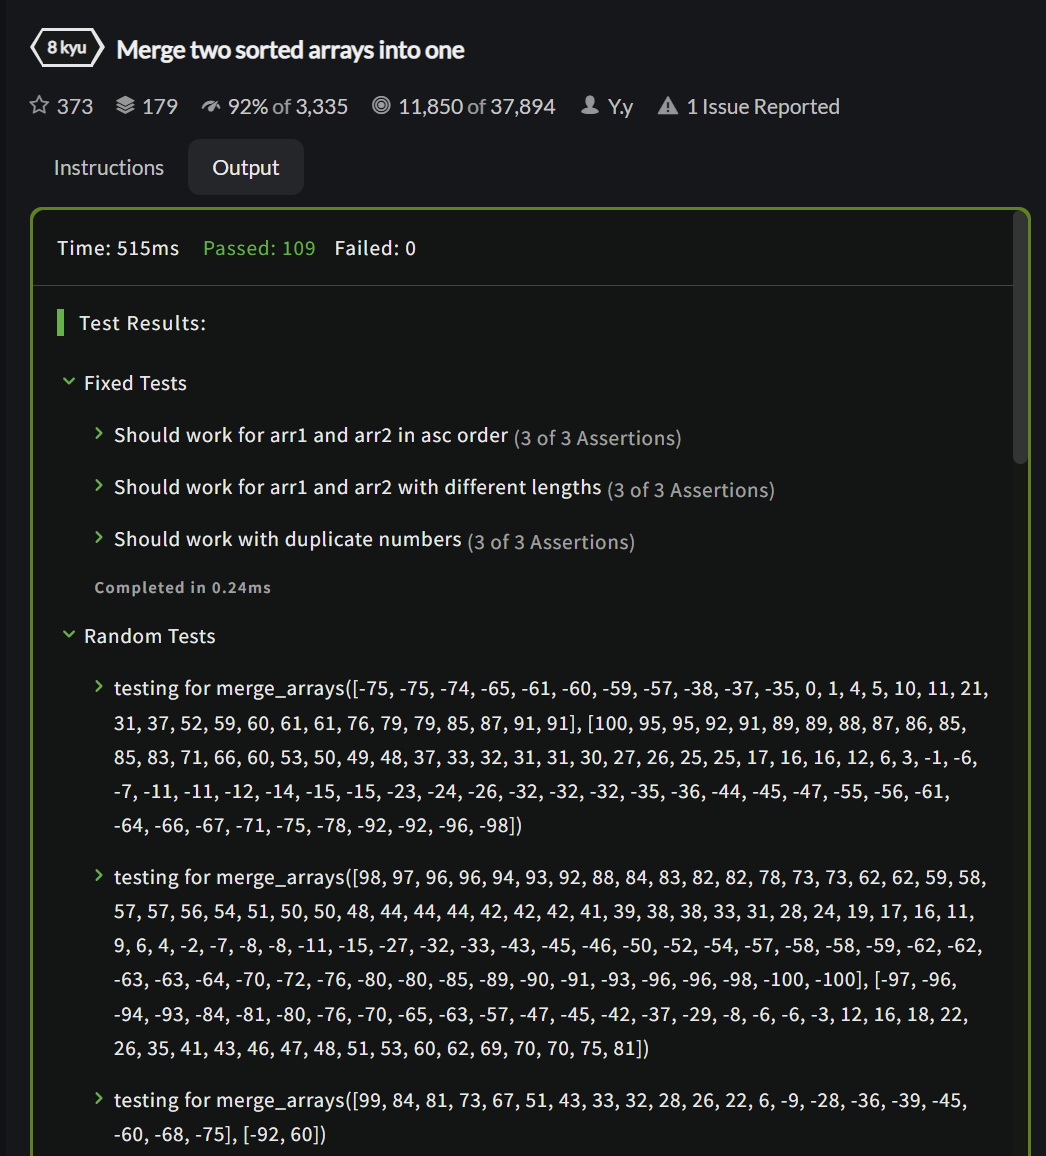 8 kyu Merge two sorted arrays into one
373 179 92% of 3,335 11,850 of 37,894 Y.y 1 Issue Reported
Instructions Output
Time: 515ms Passed: 109 Failed: 0
Test Results:
Fixed Tests
Should work for arr1 and arr2 in asc order (3 of 3 Assertions)
Should work for arr1 and arr2 with different lengths (3 of 3 Assertions)
Should work with duplicate numbers (3 of 3 Assertions)
Completed in 0.24ms
Random Tests
testing for merge_arrays([-75, -75, -74, -65, -61, -60, -59, -57, -38, -37, -35, 0, 1, 4, 5, 10, 11, 21,
31, 37, 52, 59, 60, 61, 61, 76, 79, 79, 85, 87, 91, 91], [100, 95, 95, 92, 91, 89, 89, 88, 87, 86, 85,
85, 83, 71, 66, 60, 53, 50, 49, 48, 37, 33, 32, 31, 31, 30, 27, 26, 25, 25, 17, 16, 16, 12, 6, 3, -1, -6,
-7, -11, -11, -12, -14, -15, -15, -23, -24, -26, -32, -32, -32, -35, -36, -44, -45, -47, -55, -56, -61,
-64, -66, -67, -71, -75, -78, -92, -92, -96, -98])
testing for merge_arrays([98, 97, 96, 96, 94, 93, 92, 88, 84, 83, 82, 82, 78, 73, 73, 62, 62, 59, 58,
57, 57, 56, 54, 51, 50, 50, 48, 44, 44, 44, 42, 42, 42, 41, 39, 38, 38, 33, 31, 28, 24, 19, 17, 16, 11,
9, 6, 4, -2, -7, -8, -8, -11, -15, -27, -32, -33, -43, -45, -46, -50, -52, -54, -57, -58, -58, -59, -62, -62,
-63, -63, -64, -70, -72, -76, -80, -80, -85, -89, -90, -91, -93, -96, -96, -98, -100, -100], [-97, -96,
-94, -93, -84, -81, -80, -76, -70, -65, -63, -57, -47, -45, -42, -37, -29, -8, -6, -6, -3, 12, 16, 18, 22,
26, 35, 41, 43, 46, 47, 48, 51, 53, 60, 62, 69, 70, 70, 75, 81])
testing for merge_arrays([99, 84, 81, 73, 67, 51, 43, 33, 32, 28, 26, 22, 6, -9, -28, -36, -39, -45,
-60, -68, -75], [-92, 60])